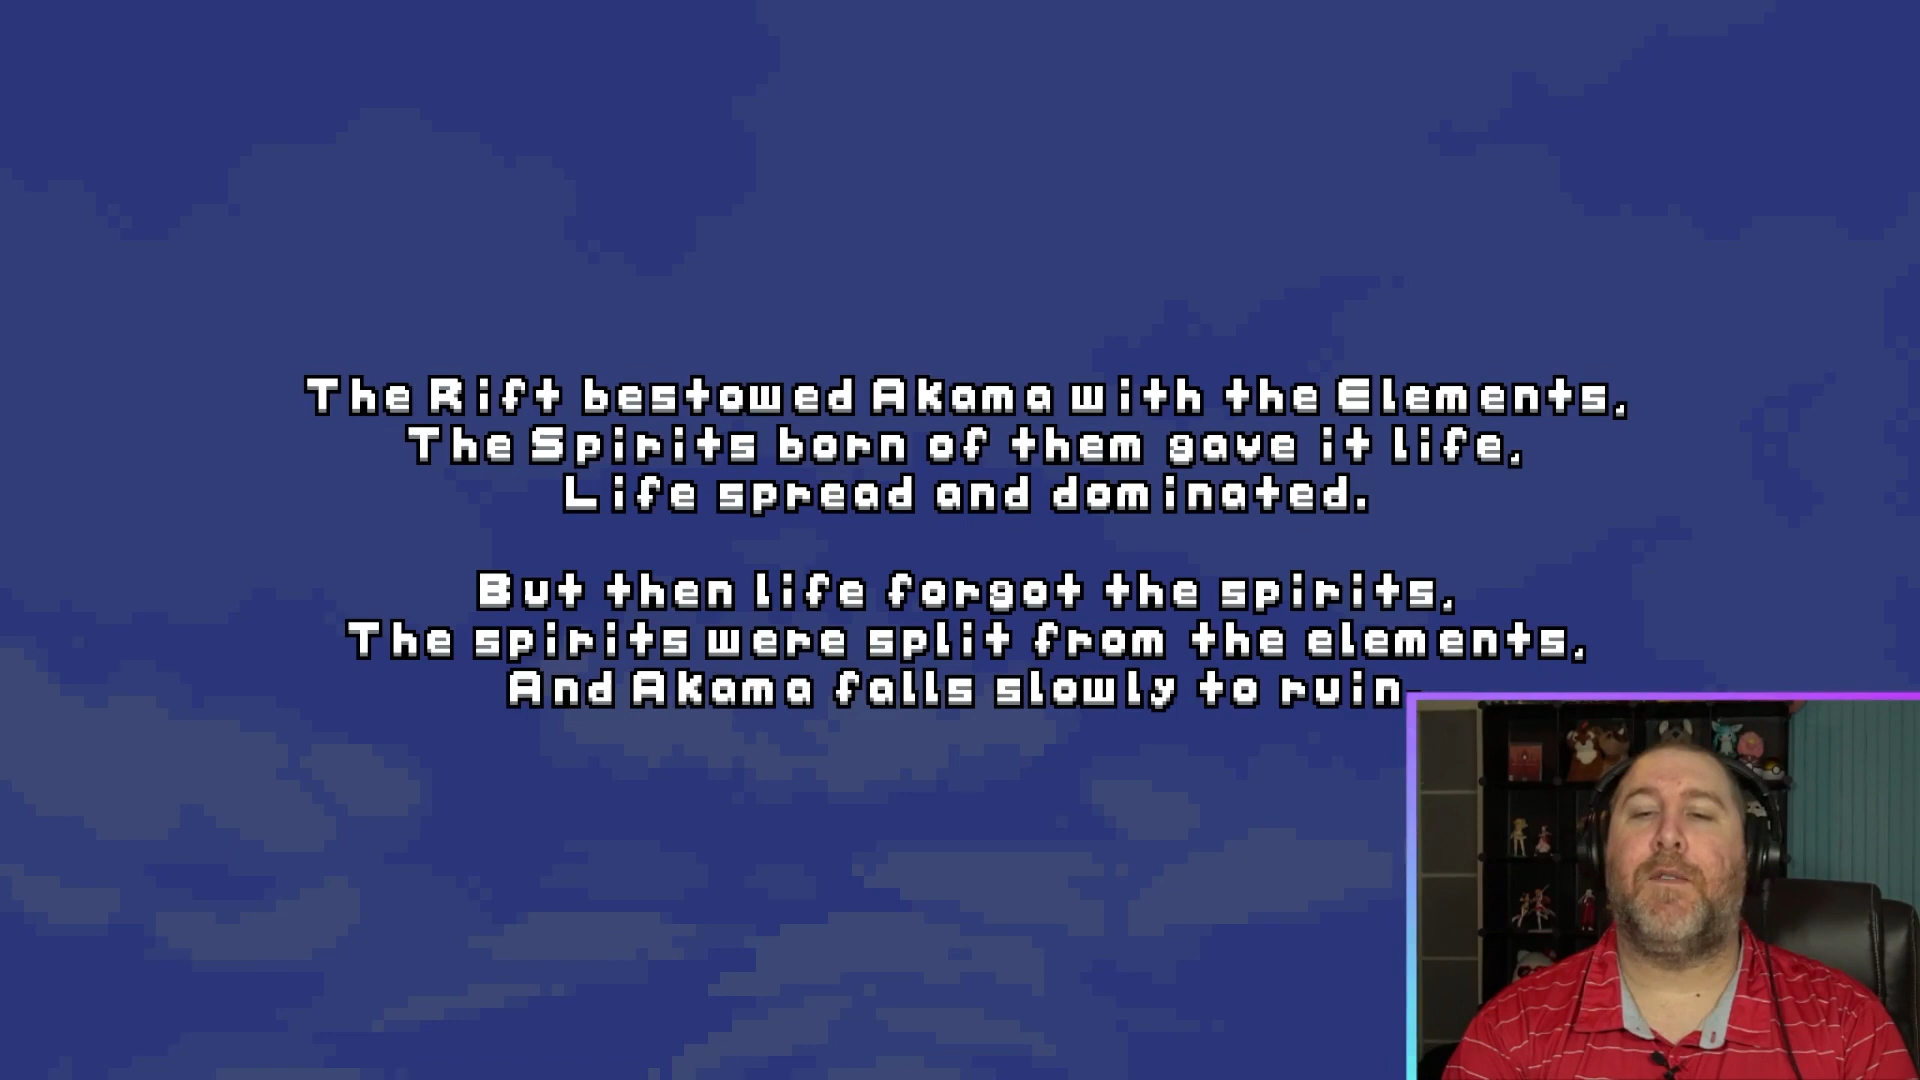 The Rift bestowed Akama with the Elements,
The Spirits born of them gave it life,
Life spread and dominated.
But then life forgot the spirits,
The spirits were split from the elements,
And Akama falls slowly to ruin